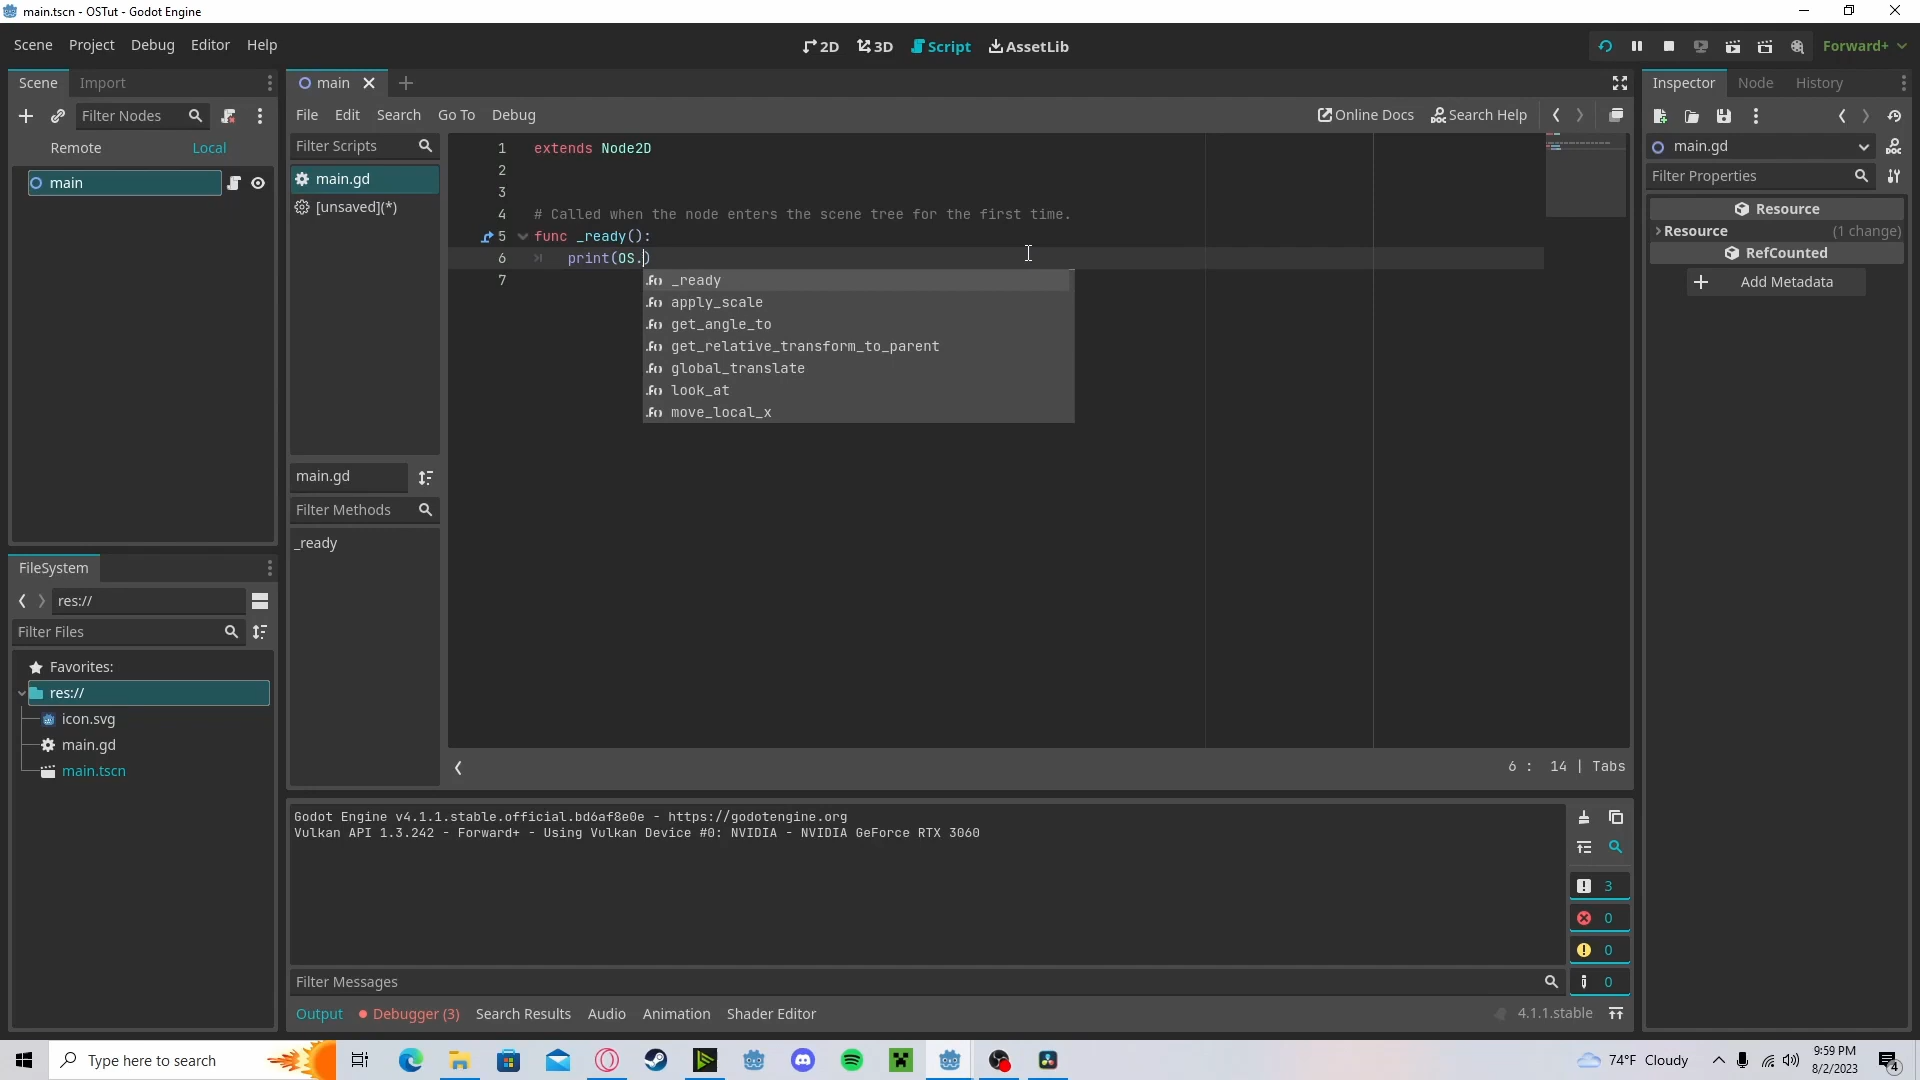 main.tscn - OSTut - Godot Engine
Scene Project Debug Editor Help
2D 3D Script AssetLib
Forward+
Scene Import
main
Inspector Node History
Filter Nodes
File Edit Search Go To Debug
Online Docs Search Help
Remote Local
Filter Scripts
main.gd
Filter Properties
main
main.gd
[unsaved](*)
1 extends Node2D
2
3
4 # Called when the node enters the scene tree for the first time.
5 func _ready():
6 print(OS.)
7
_ready
apply_scale
get_angle_to
get_relative_transform_to_parent
global_translate
look_at
move_local_x
Resource
Resource (1 change)
RefCounted
Add Metadata
main.gd
Filter Methods
_ready
FileSystem
res://
Filter Files
Favorites:
res://
icon.svg
main.gd
main.tscn
6 : 14 | Tabs
Godot Engine v4.1.1.stable.official.bd6af8e0e - https://godotengine.org
Vulkan API 1.3.242 - Forward+ - Using Vulkan Device #0: NVIDIA - NVIDIA GeForce RTX 3060
3
0
0
0
Filter Messages
Output Debugger (3) Search Results Audio Animation Shader Editor
4.1.1.stable
Type here to search
74°F Cloudy
9:59 PM
8/2/2023
4